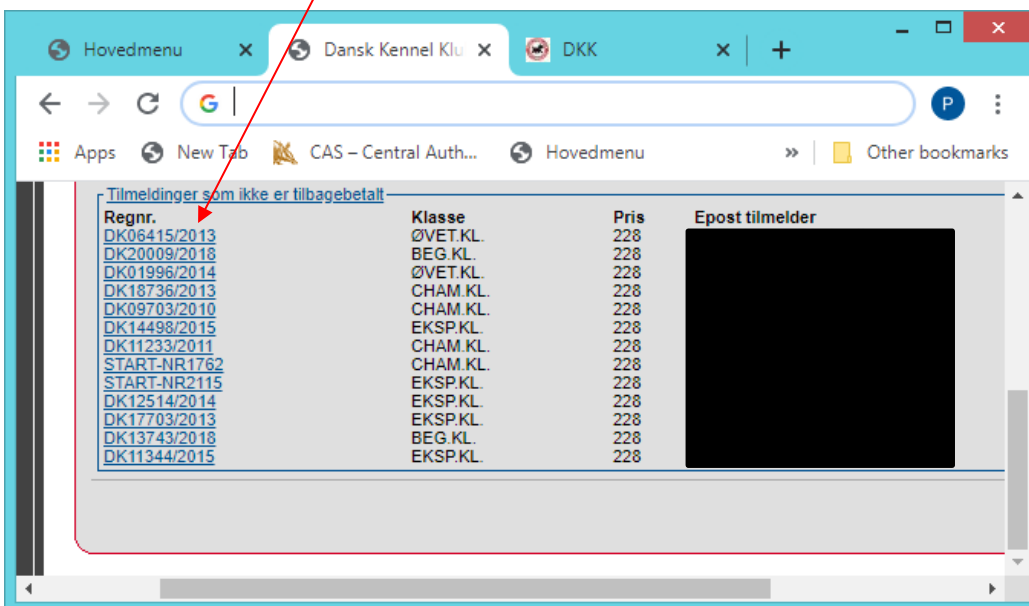 Hovedmenu Dansk Kennel Klu DKK
G P
Apps New Tab CAS – Central Auth... Hovedmenu » Other bookmarks
Tilmeldinger som ikke er tilbagebetalt
Regnr. Klasse Pris Epost tilmelder
DK06415/2013 ØVET.KL. 228
DK20009/2018 BEG.KL. 228
DK01996/2014 ØVET.KL. 228
DK18736/2013 CHAM.KL. 228
DK09703/2010 CHAM.KL. 228
DK14498/2015 EKSP.KL. 228
DK11233/2011 CHAM.KL. 228
START-NR1762 CHAM.KL. 228
START-NR2115 EKSP.KL. 228
DK12514/2014 EKSP.KL. 228
DK17703/2013 EKSP.KL. 228
DK13743/2018 BEG.KL. 228
DK11344/2015 EKSP.KL. 228